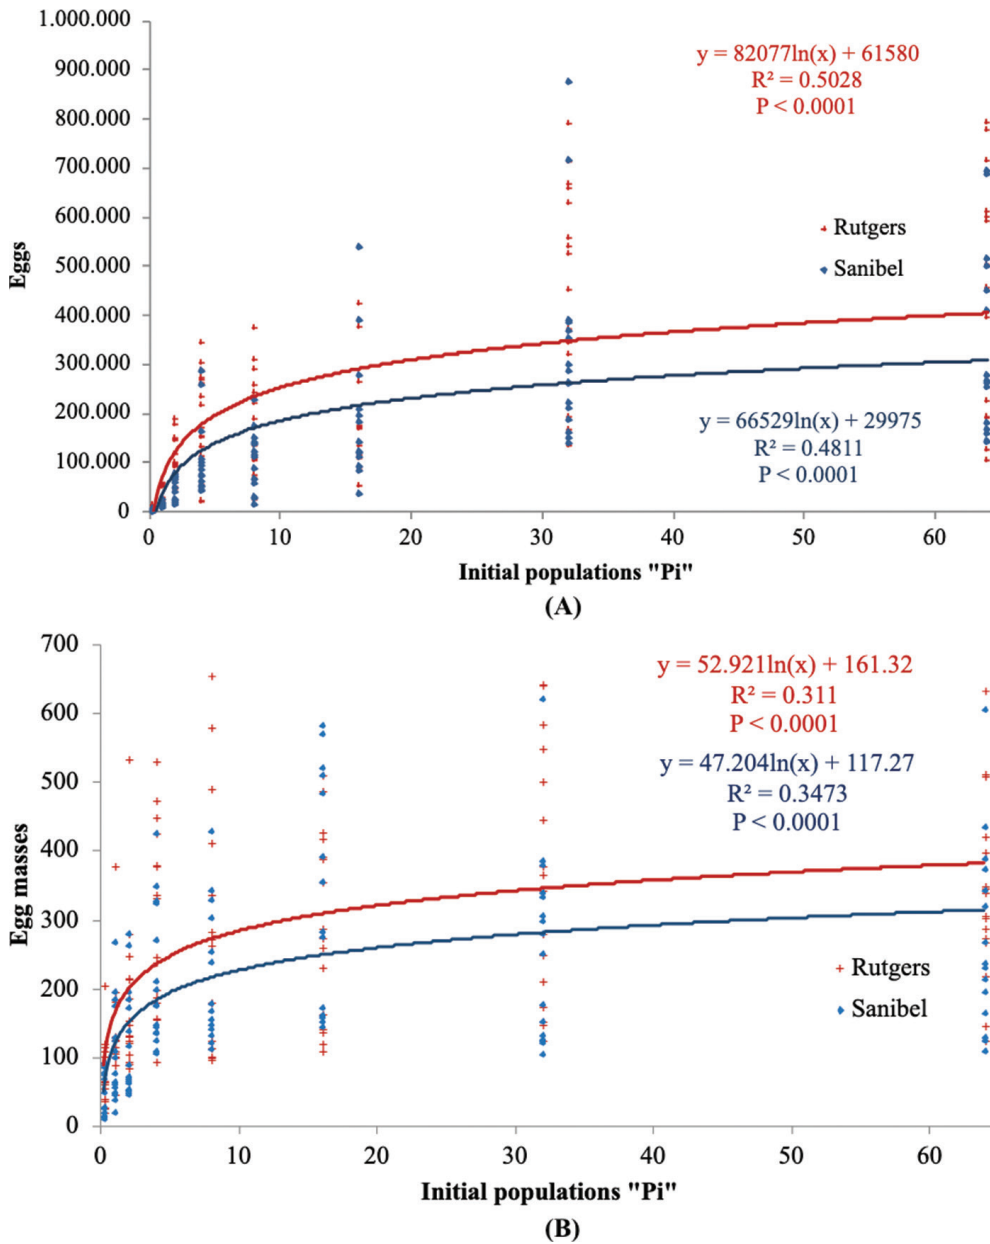 1.000.000
900.000
800.000
700.000
600.000
500.000
400.000
300.000
200.000
100.000
0
Eggs
y = 82077ln(x) + 61580
R² = 0.5028
P < 0.0001
Rutgers
Sanibel
y = 66529ln(x) + 29975
R² = 0.4811
P < 0.0001
0 10 20 30 40 50 60
Initial populations "Pi"
(A)
700
600
500
400
300
200
100
0
Egg masses
y = 52.921ln(x) + 161.32
R² = 0.311
P < 0.0001
y = 47.204ln(x) + 117.27
R² = 0.3473
P < 0.0001
Rutgers
Sanibel
0 10 20 30 40 50 60
Initial populations "Pi"
(B)